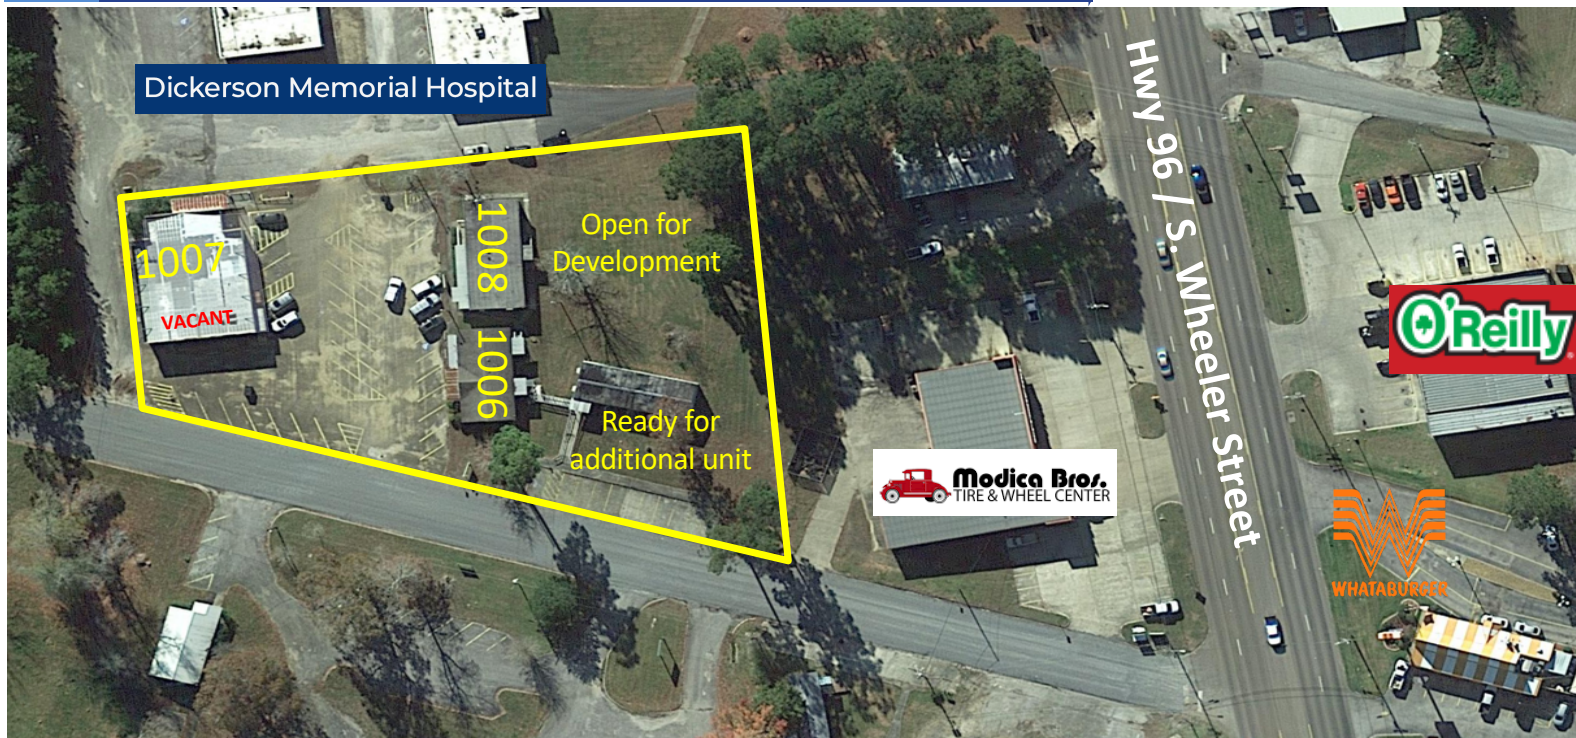 Dickerson Memorial Hospital
Hwy 96 / S. Wheeler Street
1007
VACANT
1008
1006
Open for
Development
Ready for
additional unit
Modica Bros.
TIRE & WHEEL CENTER
O'Reilly
WHATABURGER